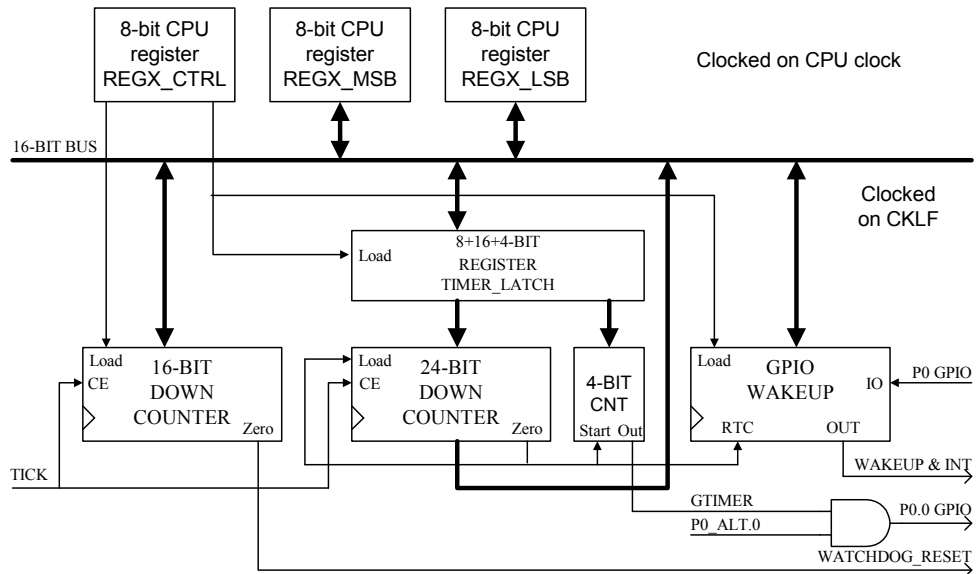 8-bit CPU
register
REGX_CTRL
8-bit CPU
register
REGX_MSB
8-bit CPU
register
REGX_LSB
Clocked on CPU clock
16-BIT BUS
Clocked
on CKLF
Load
8+16+4-BIT
REGISTER
TIMER_LATCH
Load
CE
16-BIT
DOWN
COUNTER
Zero
Load
CE
24-BIT
DOWN
COUNTER
Zero
4-BIT
CNT
Start Out
Load
GPIO
WAKEUP
IO
RTC
OUT
P0 GPIO
TICK
WAKEUP & INT
GTIMER
P0_ALT.0
P0.0 GPIO
WATCHDOG_RESET